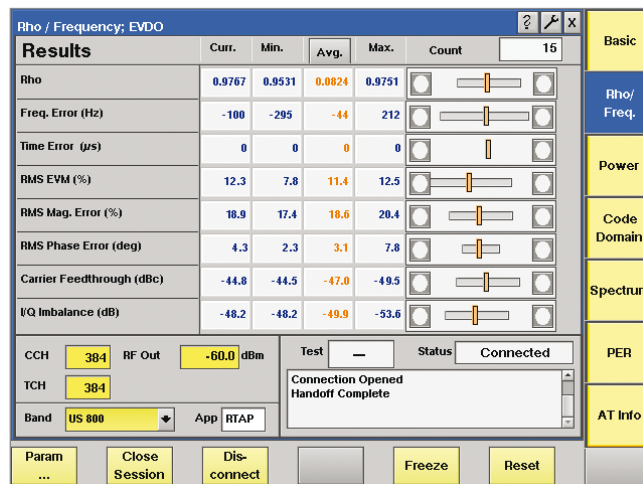 Rho / Frequency; EVDO ? X
Results Curr. Min. Avg. Max. Count 15
Rho 0.9767 0.9531 0.0824 0.9751
Freq. Error (Hz) -100 -295 -44 212
Time Error (µs) 0 0 0 0
RMS EVM (%) 12.3 7.8 11.4 12.5
RMS Mag. Error (%) 18.9 17.4 18.6 20.4
RMS Phase Error (deg) 4.3 2.3 3.1 7.8
Carrier Feedthrough (dBc) -44.8 -44.5 -47.0 -49.5
I/Q Imbalance (dB) -48.2 -48.2 -49.9 -53.6
CCH 384 RF Out -60.0 dBm
TCH 384
Band US 800 App RTAP
Test — Status Connected
Connection Opened
Handoff Complete
Basic
Rho/
Freq.
Power
Code
Domain
Spectrum
PER
AT Info
Param
...
Close
Session
Dis-
connect
Freeze
Reset